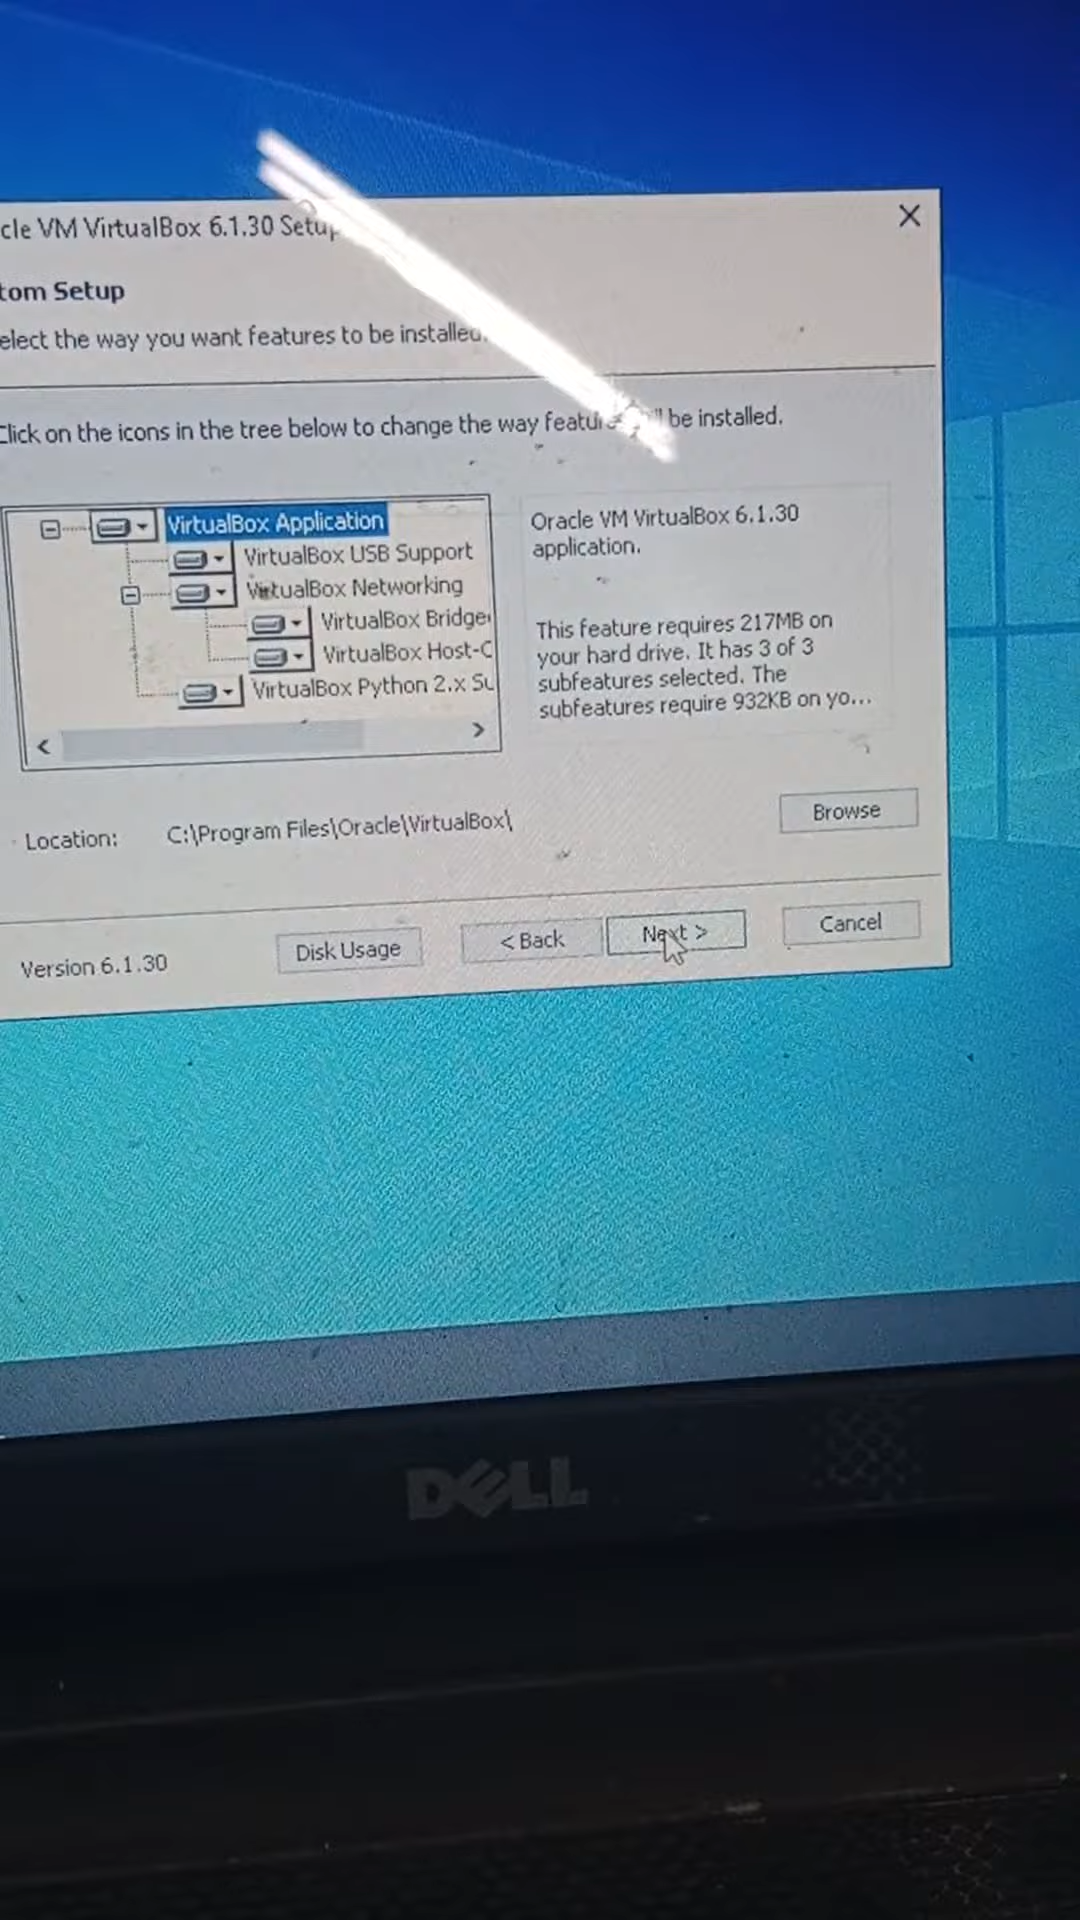 cle VM VirtualBox 6.1.30 Setup
tom Setup
elect the way you want features to be installed.
Click on the icons in the tree below to change the way be installed.
VirtualBox Application
VirtualBox USB Support
VirtualBox Networking
VirtualBox Bridge
VirtualBox Host-C
VirtualBox Python 2.x Su
Oracle VM VirtualBox 6.1.30
application.
This feature requires 217MB on
your hard drive. It has 3 of 3
subfeatures selected. The
subfeatures require 932KB on yo...
Location: C:\Program Files\Oracle\VirtualBox\
Browse
Version 6.1.30
Disk Usage
< Back
Next >
Cancel
DELL